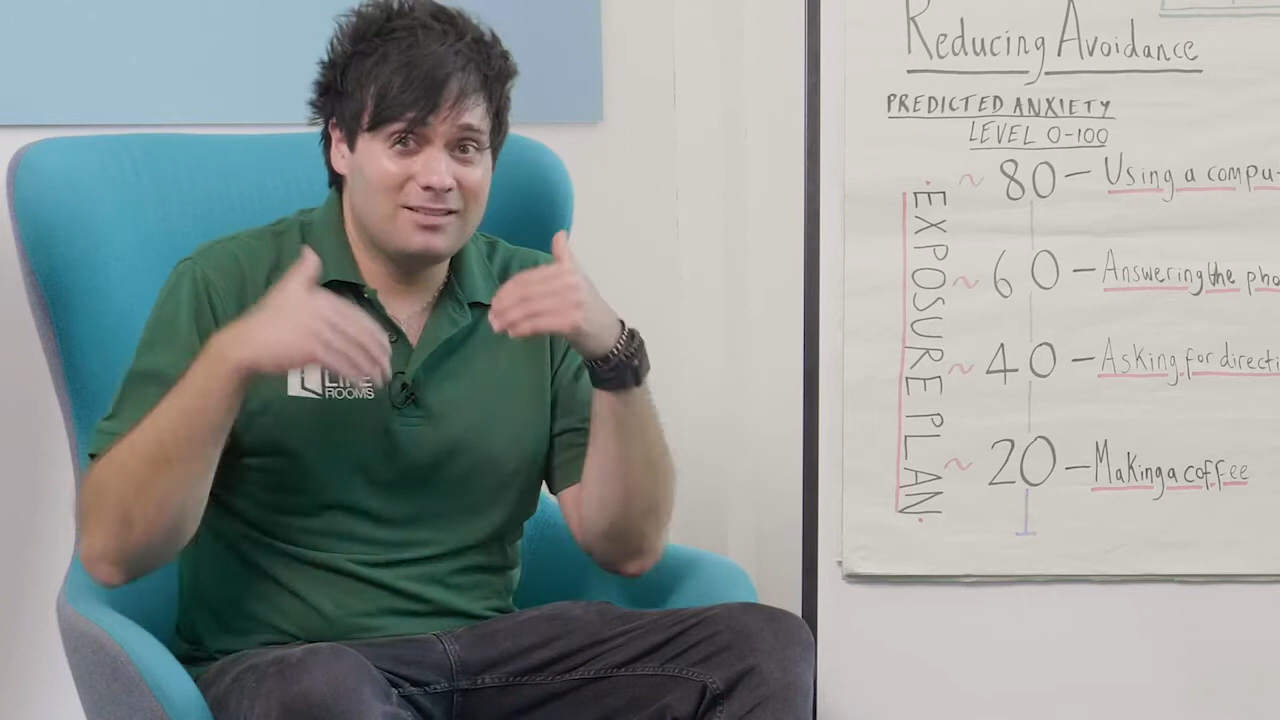 Reducing Avoidance
PREDICTED ANXIETY
LEVEL 0-100
~ 80 — Using a compu-
~ 60 — Answering the pho
~ 40 — Asking for directi
~ 20 — Making a coffee
EXPOSURE PLAN
LIFE
ROOMS